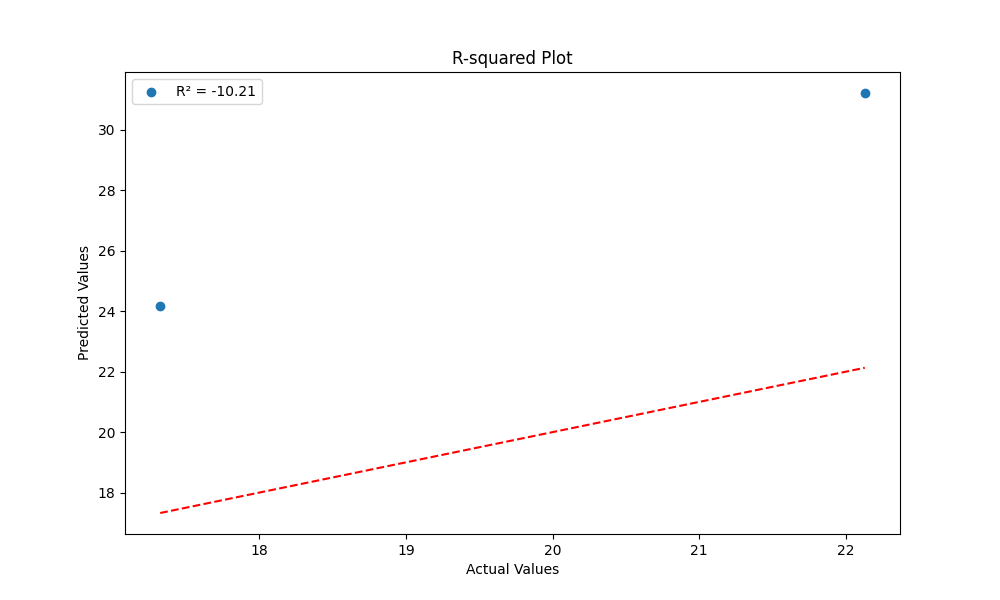 R-squared Plot
R² = -10.21
30
28
26
24
22
20
18
Predicted Values
18 19 20 21 22
Actual Values